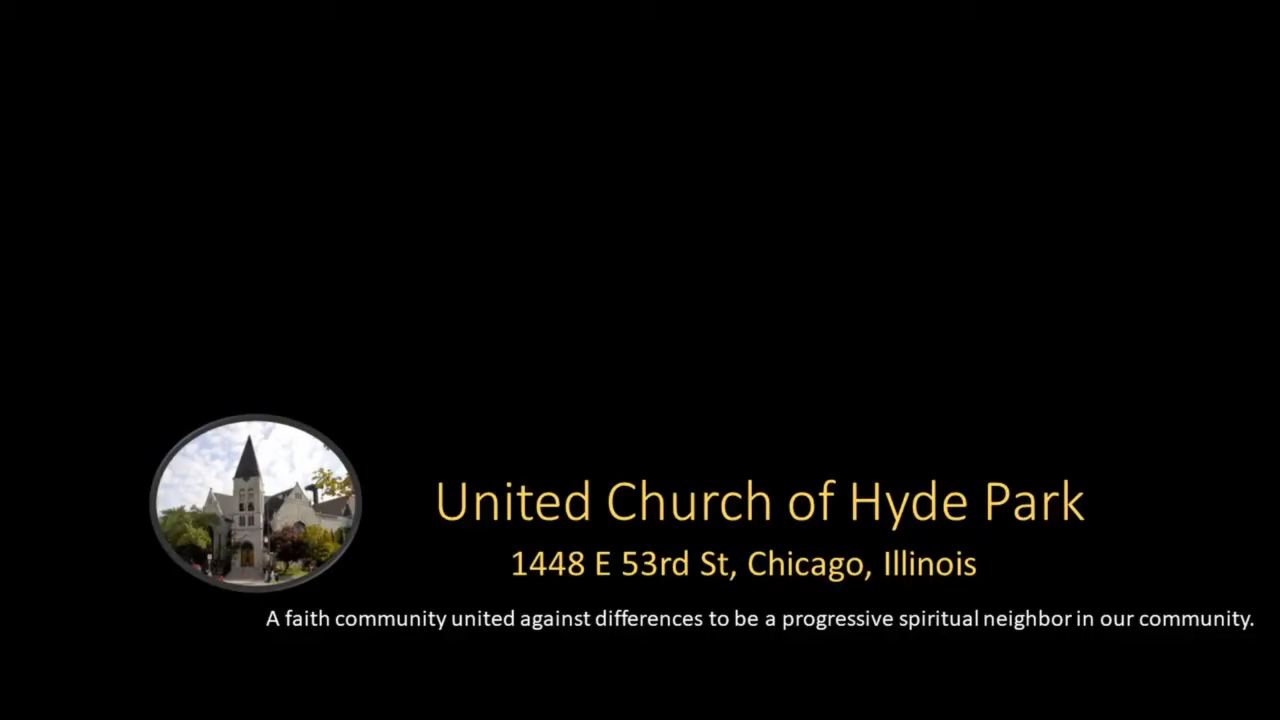 United Church of Hyde Park
1448 E 53rd St, Chicago, Illinois
A faith community united against differences to be a progressive spiritual neighbor in our community.